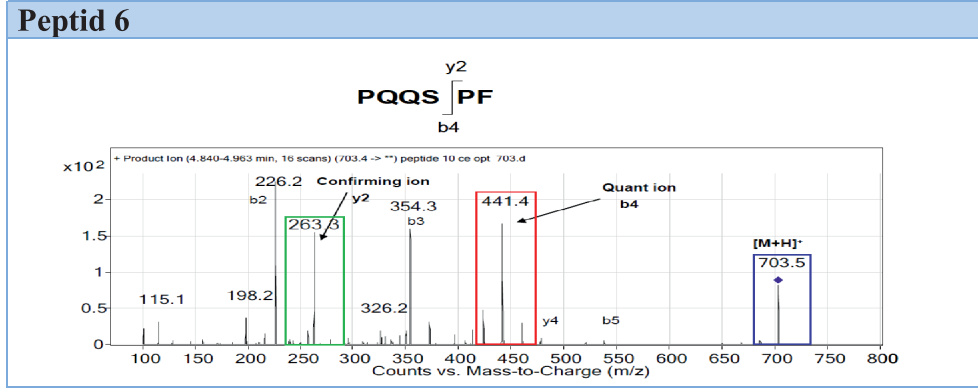 Peptid 6
y2
PQQS PF
b4
x10 2
+ Product Ion (4.840-4.963 min, 16 scans) (703.4 -> **) peptide 10 ce opt 703.d
226.2 Confirming ion
b2 y2
263.3
354.3
b3
441.4
Quant ion
b4
[M+H]+
703.5
2
1.5
1
0.5
0
115.1
198.2
326.2
y4
b5
100 150 200 250 300 350 400 450 500 550 600 650 700 750 800
Counts vs. Mass-to-Charge (m/z)